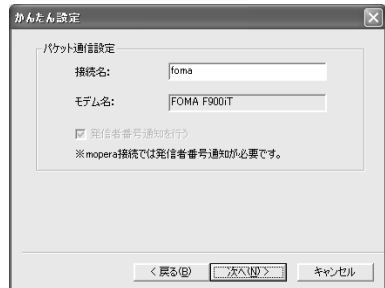 かんたん設定
パケット通信設定
接続名: foma
モデム名: FOMA F900iT
発信者番号通知を行う
※mopera接続では発信者番号通知が必要です。
< 戻る(B) 次へ(N) > キャンセル